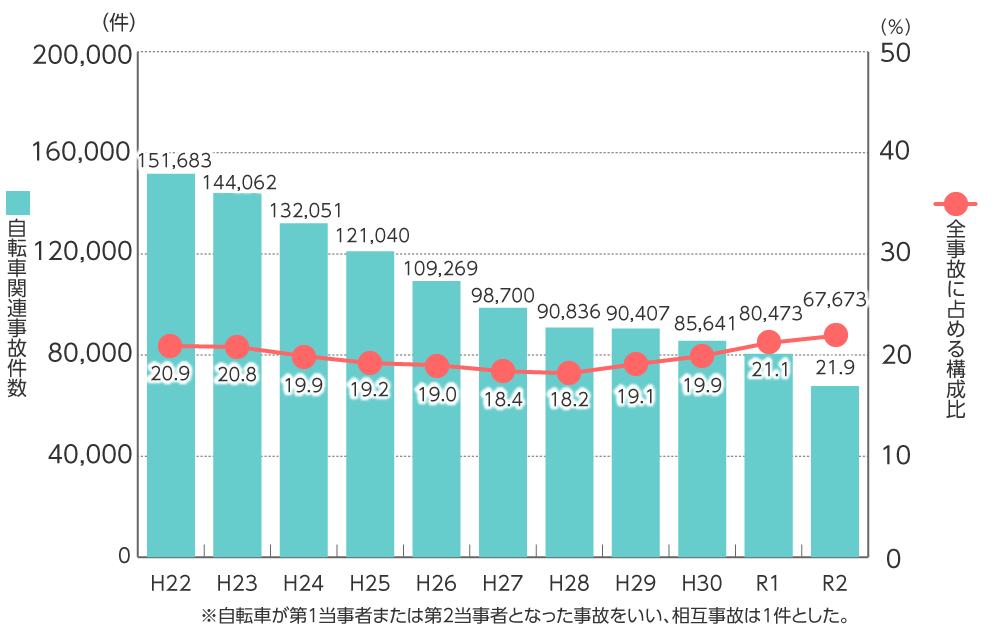 （件）
（%）
200,000
50
160,000
40
151,683
144,062
132,051
自転車関連事故件数
全事故に占める構成比
120,000
30
121,040
109,269
98,700
90,836
90,407
85,641
80,473
67,673
80,000
20
20.9
20.8
19.9
19.2
19.0
18.4
18.2
19.1
19.9
21.1
21.9
40,000
10
0
0
H22
H23
H24
H25
H26
H27
H28
H29
H30
R1
R2
※自転車が第1当事者または第2当事者となった事故をいい、相互事故は1件とした。